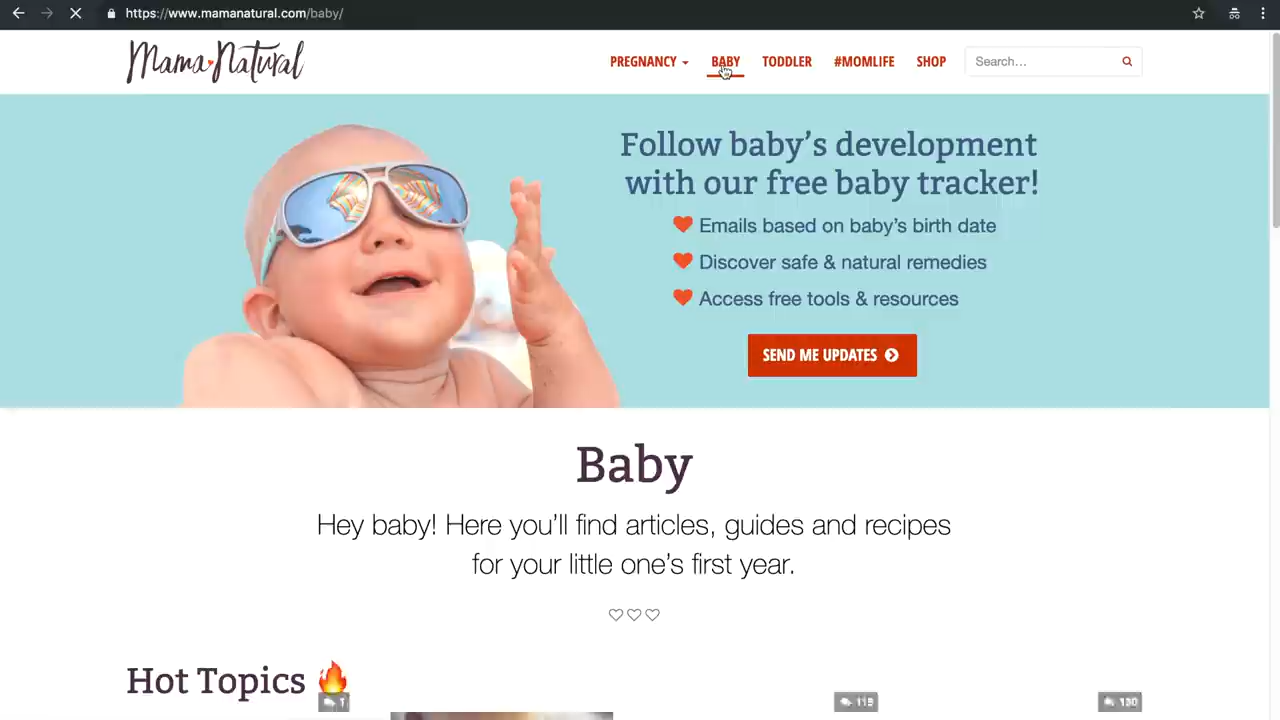 https://www.mamanatural.com/baby/
Mama Natural
PREGNANCY BABY TODDLER #MOMLIFE SHOP Search...
Follow baby's development
with our free baby tracker!
Emails based on baby's birth date
Discover safe & natural remedies
Access free tools & resources
SEND ME UPDATES
Baby
Hey baby! Here you'll find articles, guides and recipes
for your little one's first year.
Hot Topics
1 119 130